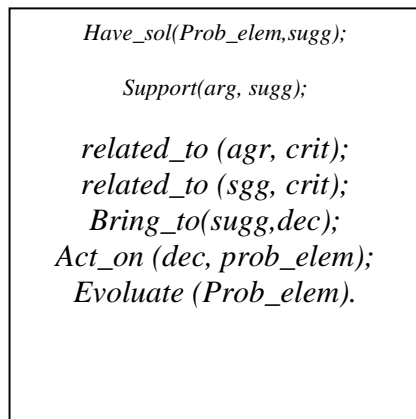 Have_sol(Prob_elem,sugg);
Support(arg, sugg);
related_to (agr, crit);
related_to (sgg, crit);
Bring_to(sugg,dec);
Act_on (dec, prob_elem);
Evoluate (Prob_elem).